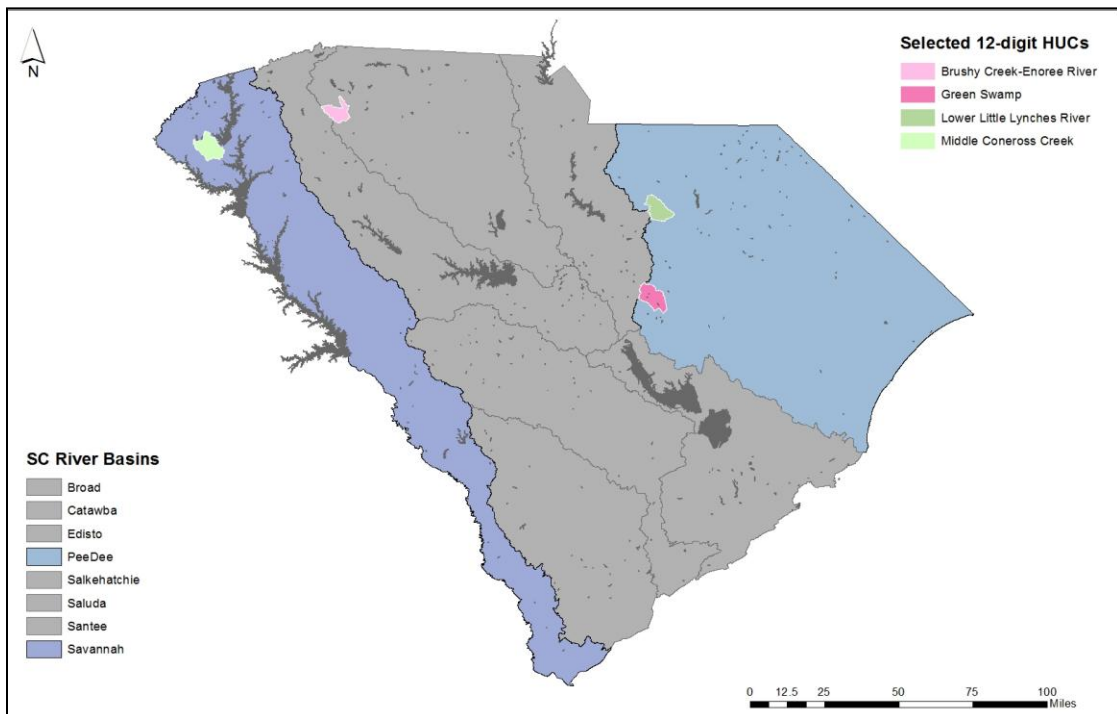 N
Selected 12-digit HUCs
Brushy Creek-Enoree River
Green Swamp
Lower Little Lynches River
Middle Coneross Creek
SC River Basins
Broad
Catawba
Edisto
PeeDee
Salkehatchie
Saluda
Santee
Savannah
0 12.5 25 50 75 100
Miles